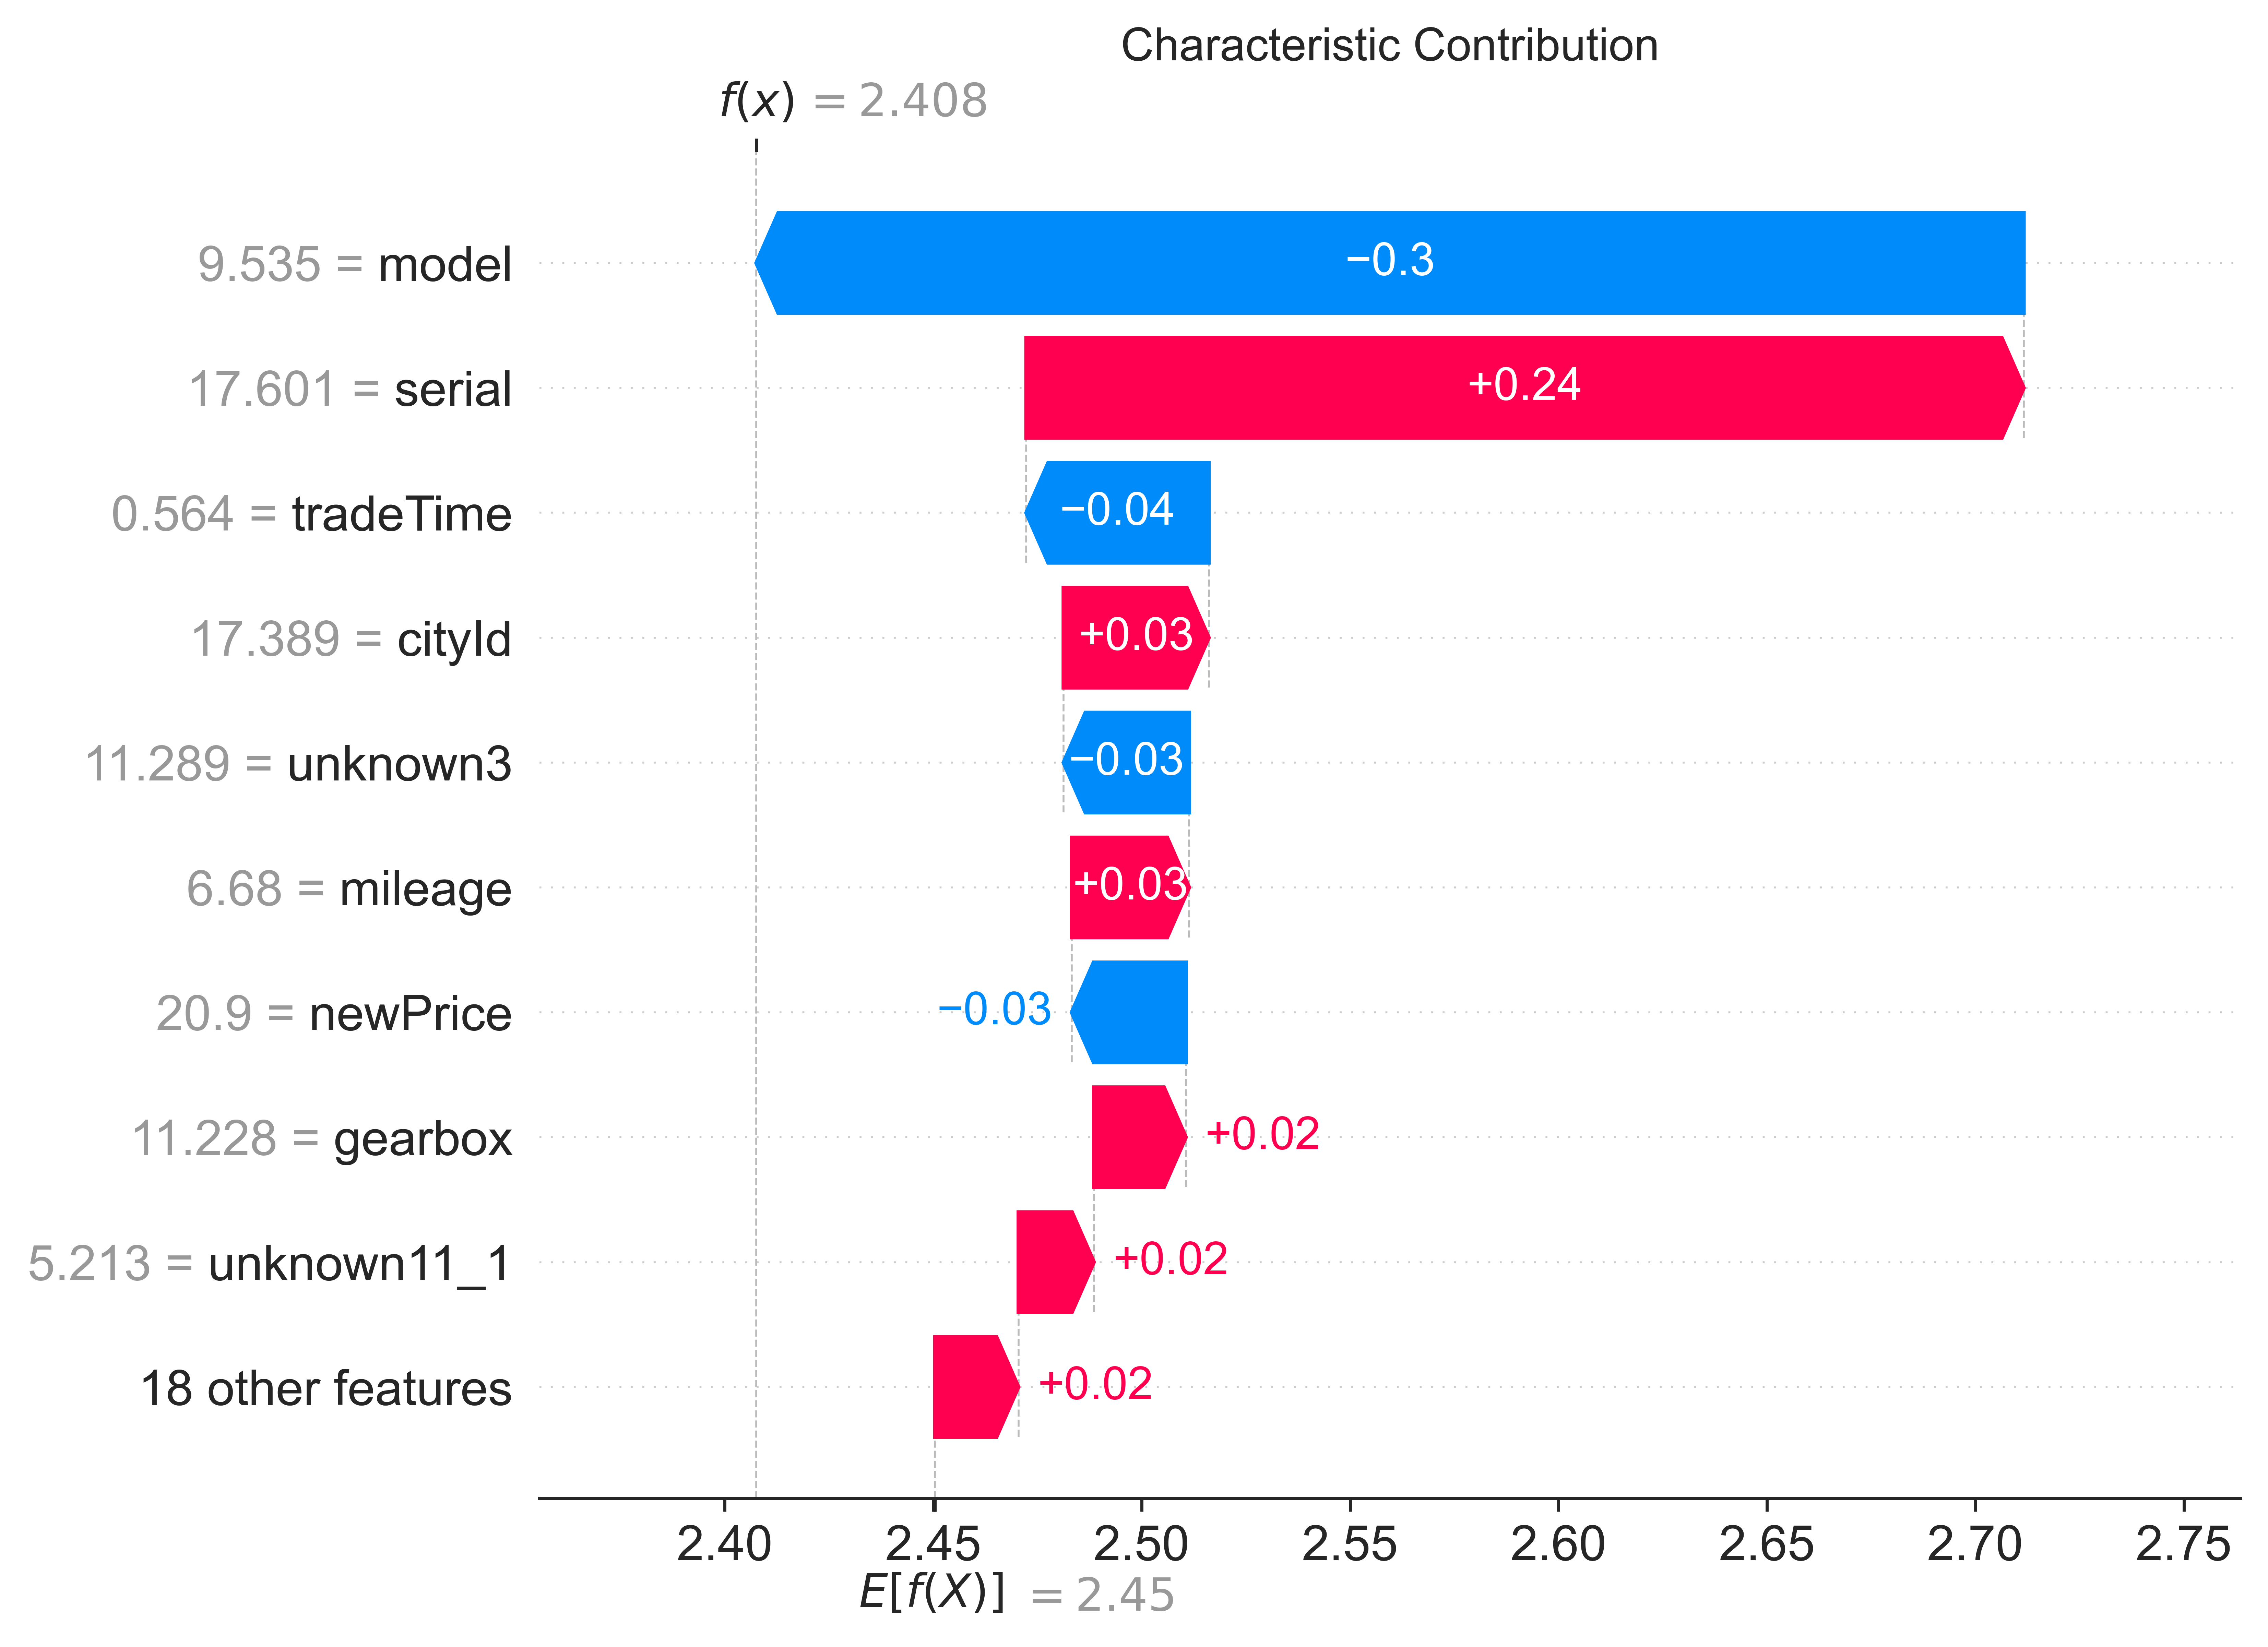 Characteristic Contribution
f(x) = 2.408
9.535 = model
−0.3
17.601 = serial
+0.24
0.564 = tradeTime
−0.04
17.389 = cityId
+0.03
11.289 = unknown3
−0.03
6.68 = mileage
+0.03
20.9 = newPrice
−0.03
11.228 = gearbox
+0.02
5.213 = unknown11_1
+0.02
18 other features
+0.02
2.40 2.45 2.50 2.55 2.60 2.65 2.70 2.75
E[f(X)] = 2.45